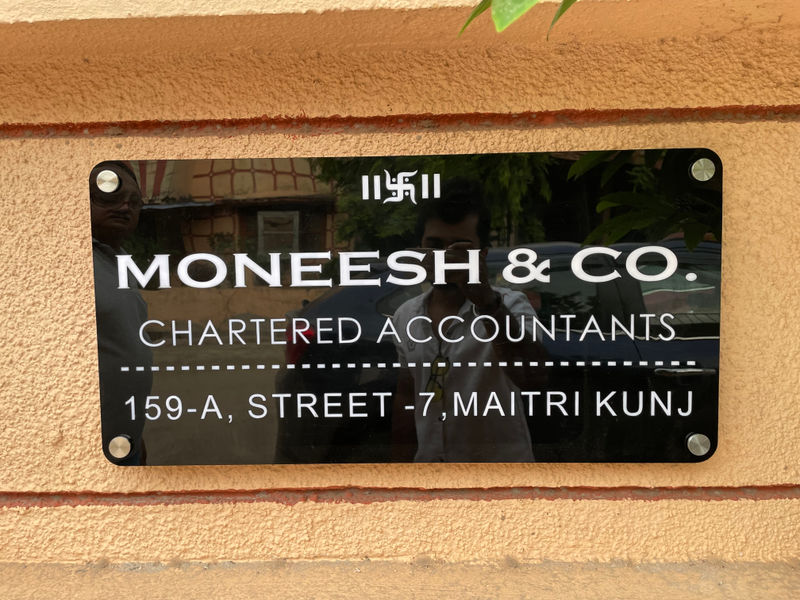 ॥卐॥
MONEESH & CO.
CHARTERED ACCOUNTANTS
159-A, STREET -7,MAITRI KUNJ